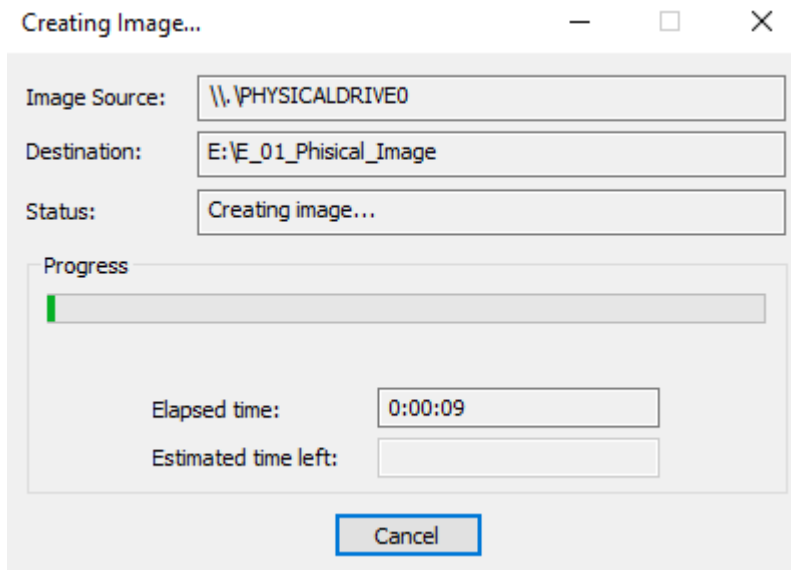 Creating Image...
Image Source: \\.\PHYSICALDRIVE0
Destination: E:\E_01_Phisical_Image
Status: Creating image...
Progress
Elapsed time: 0:00:09
Estimated time left:
Cancel